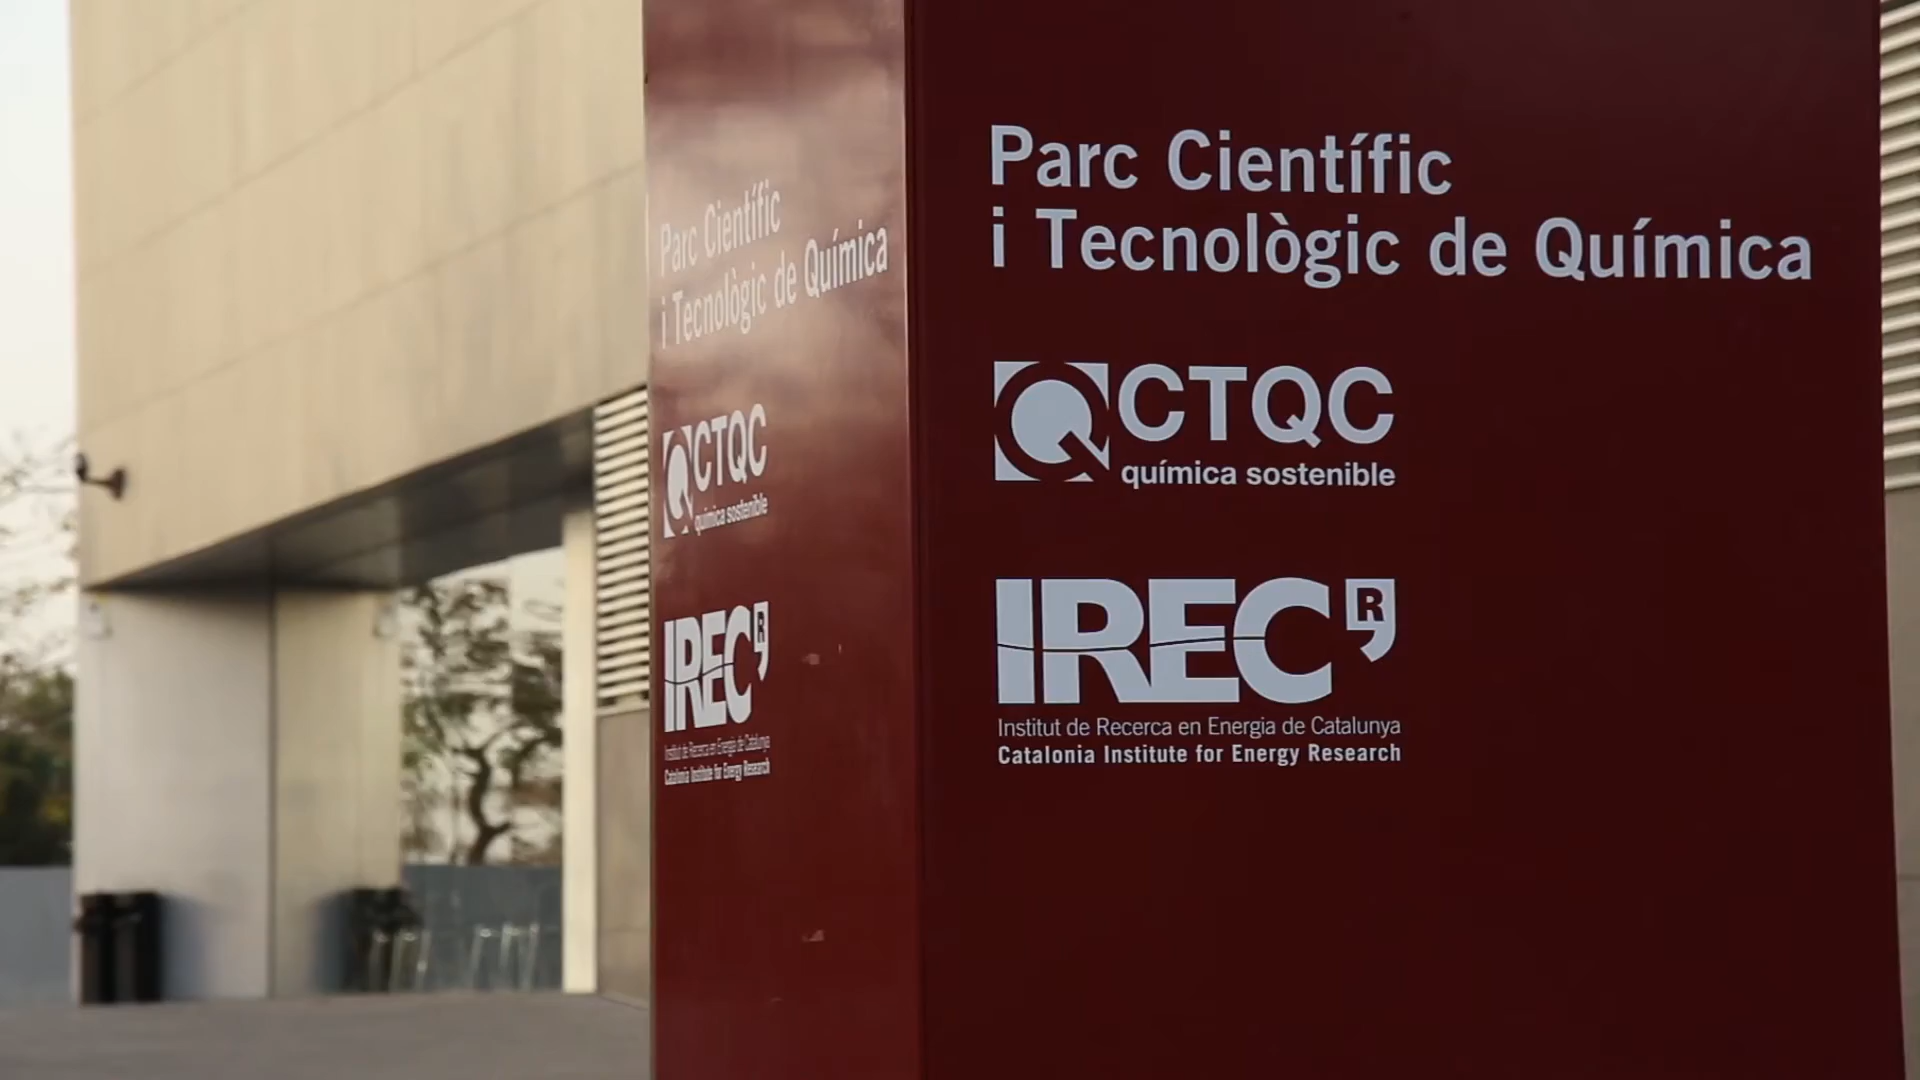 Parc Científic
i Tecnològic de Química
CTQC
química sostenible
IREC R
Institut de Recerca en Energia de Catalunya
Catalonia Institute for Energy Research
Parc Científic
i Tecnològic de Química
CTQC
química sostenible
IREC R
Institut de Recerca en Energia de Catalunya
Catalonia Institute for Energy Research